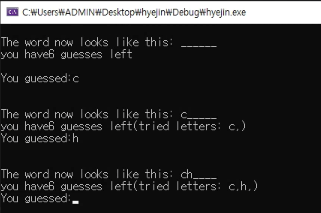 C:₩Users₩ADMIN₩Desktop₩hyejin₩Debug₩hyejin.exe
The word now looks like this: ______
you have6 guesses left
You guessed:c
The word now looks like this: c_____
you have6 guesses left(tried letters: c,)
You guessed:h
The word now looks like this: ch____
you have6 guesses left(tried letters: c,h,)
You guessed: